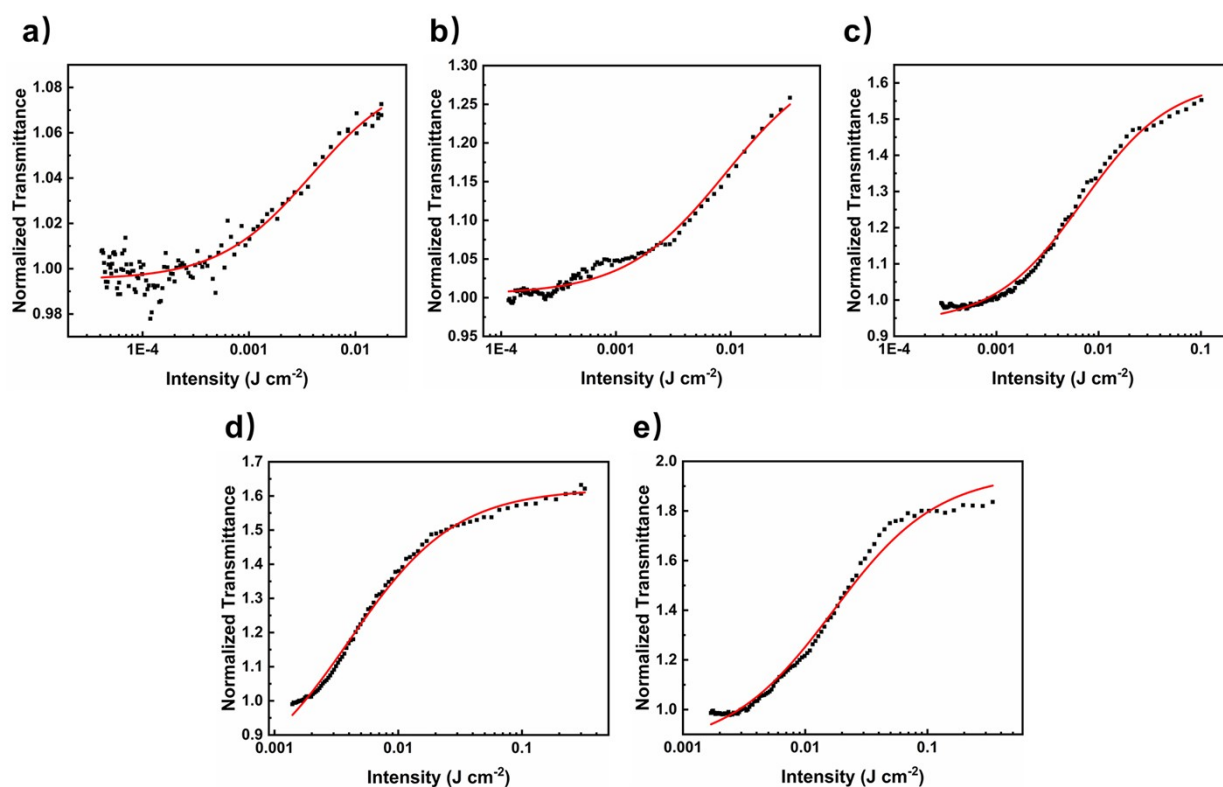 a)
Normalized Transmittance
1.08
1.06
1.04
1.02
1.00
0.98
1E-4
0.001
0.01
Intensity (J cm-2)
b)
Normalized Transmittance
1.30
1.25
1.20
1.15
1.10
1.05
1.00
0.95
1E-4
0.001
0.01
Intensity (J cm-2)
c)
Normalized Transmittance
1.6
1.5
1.4
1.3
1.2
1.1
1.0
0.9
1E-4
0.001
0.01
0.1
Intensity (J cm-2)
d)
Normalized Transmittance
1.7
1.6
1.5
1.4
1.3
1.2
1.1
1.0
0.9
0.001
0.01
0.1
Intensity (J cm-2)
e)
Normalized Transmittance
2.0
1.8
1.6
1.4
1.2
1.0
0.001
0.01
0.1
Intensity (J cm-2)